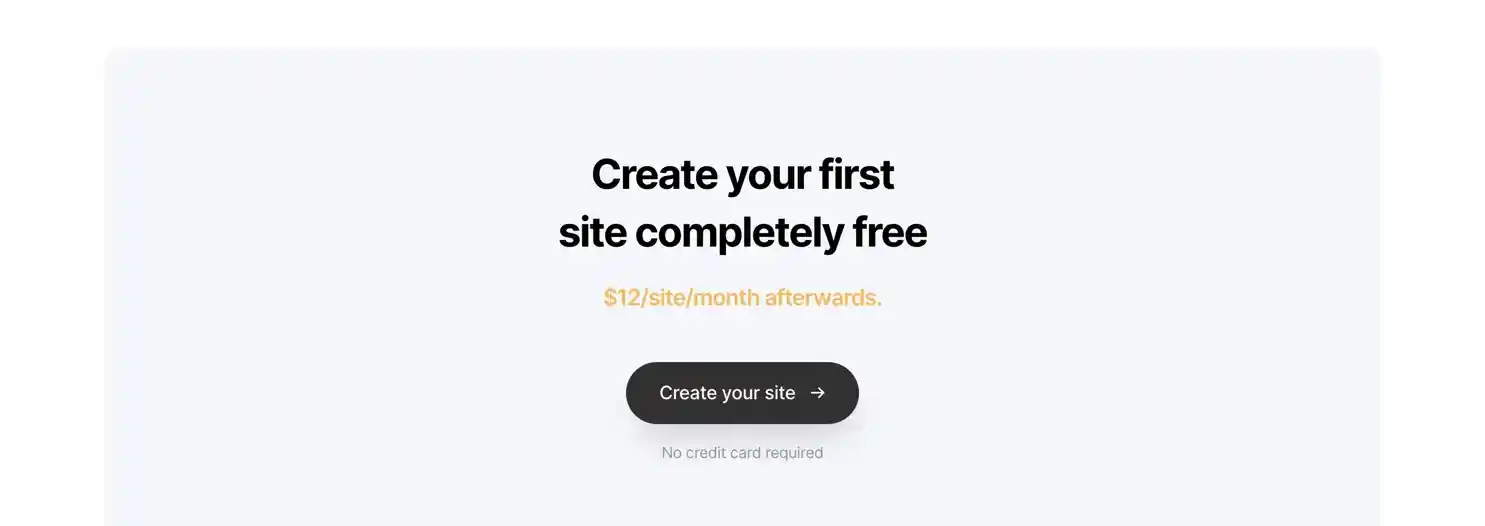 Create your first
site completely free
$12/site/month afterwards.
Create your site →
No credit card required